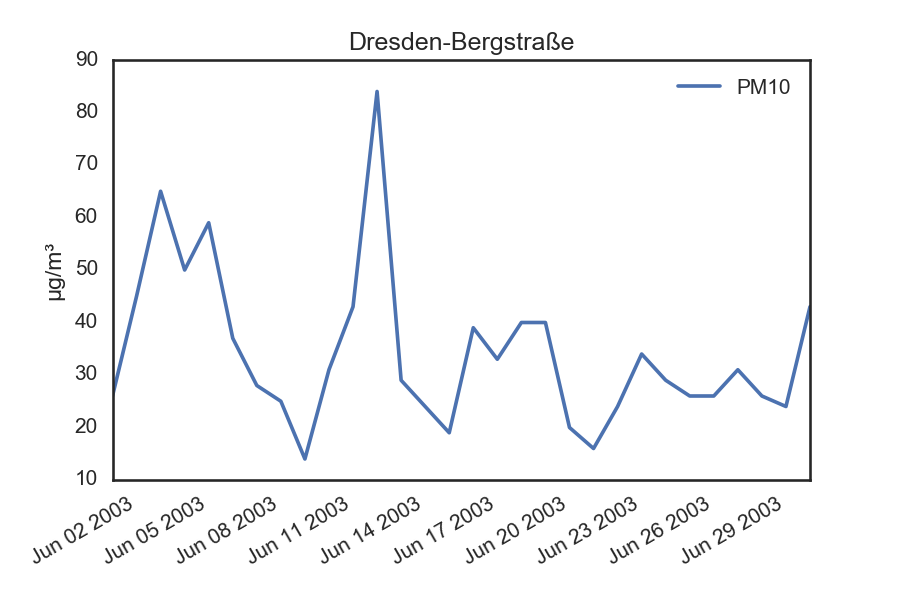 Dresden-Bergstraße
PM10
µg/m³
90
80
70
60
50
40
30
20
10
Jun 02 2003
Jun 05 2003
Jun 08 2003
Jun 11 2003
Jun 14 2003
Jun 17 2003
Jun 20 2003
Jun 23 2003
Jun 26 2003
Jun 29 2003